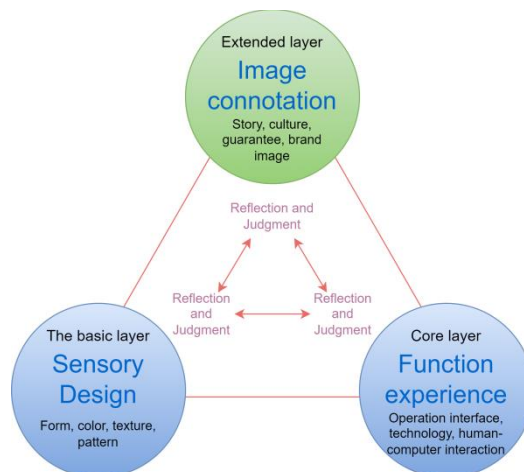 Extended layer
Image
connotation
Story, culture,
guarantee, brand
image
Reflection and
Judgment
Reflection
and
Judgment
Reflection
and
Judgment
The basic layer
Sensory
Design
Form, color, texture,
pattern
Core layer
Function
experience
Operation interface,
technology, human-
computer interaction